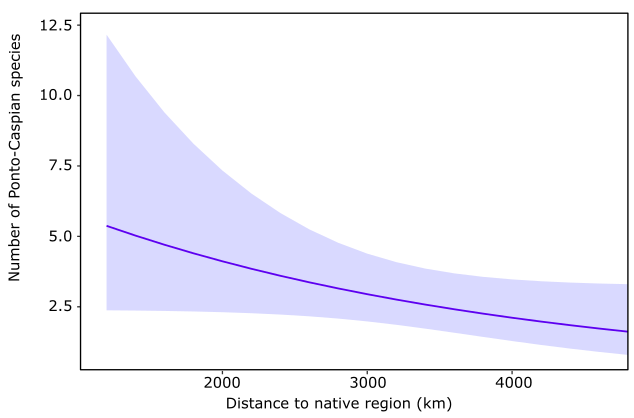 Number of Ponto-Caspian species
12.5
10.0
7.5
5.0
2.5
2000 3000 4000
Distance to native region (km)